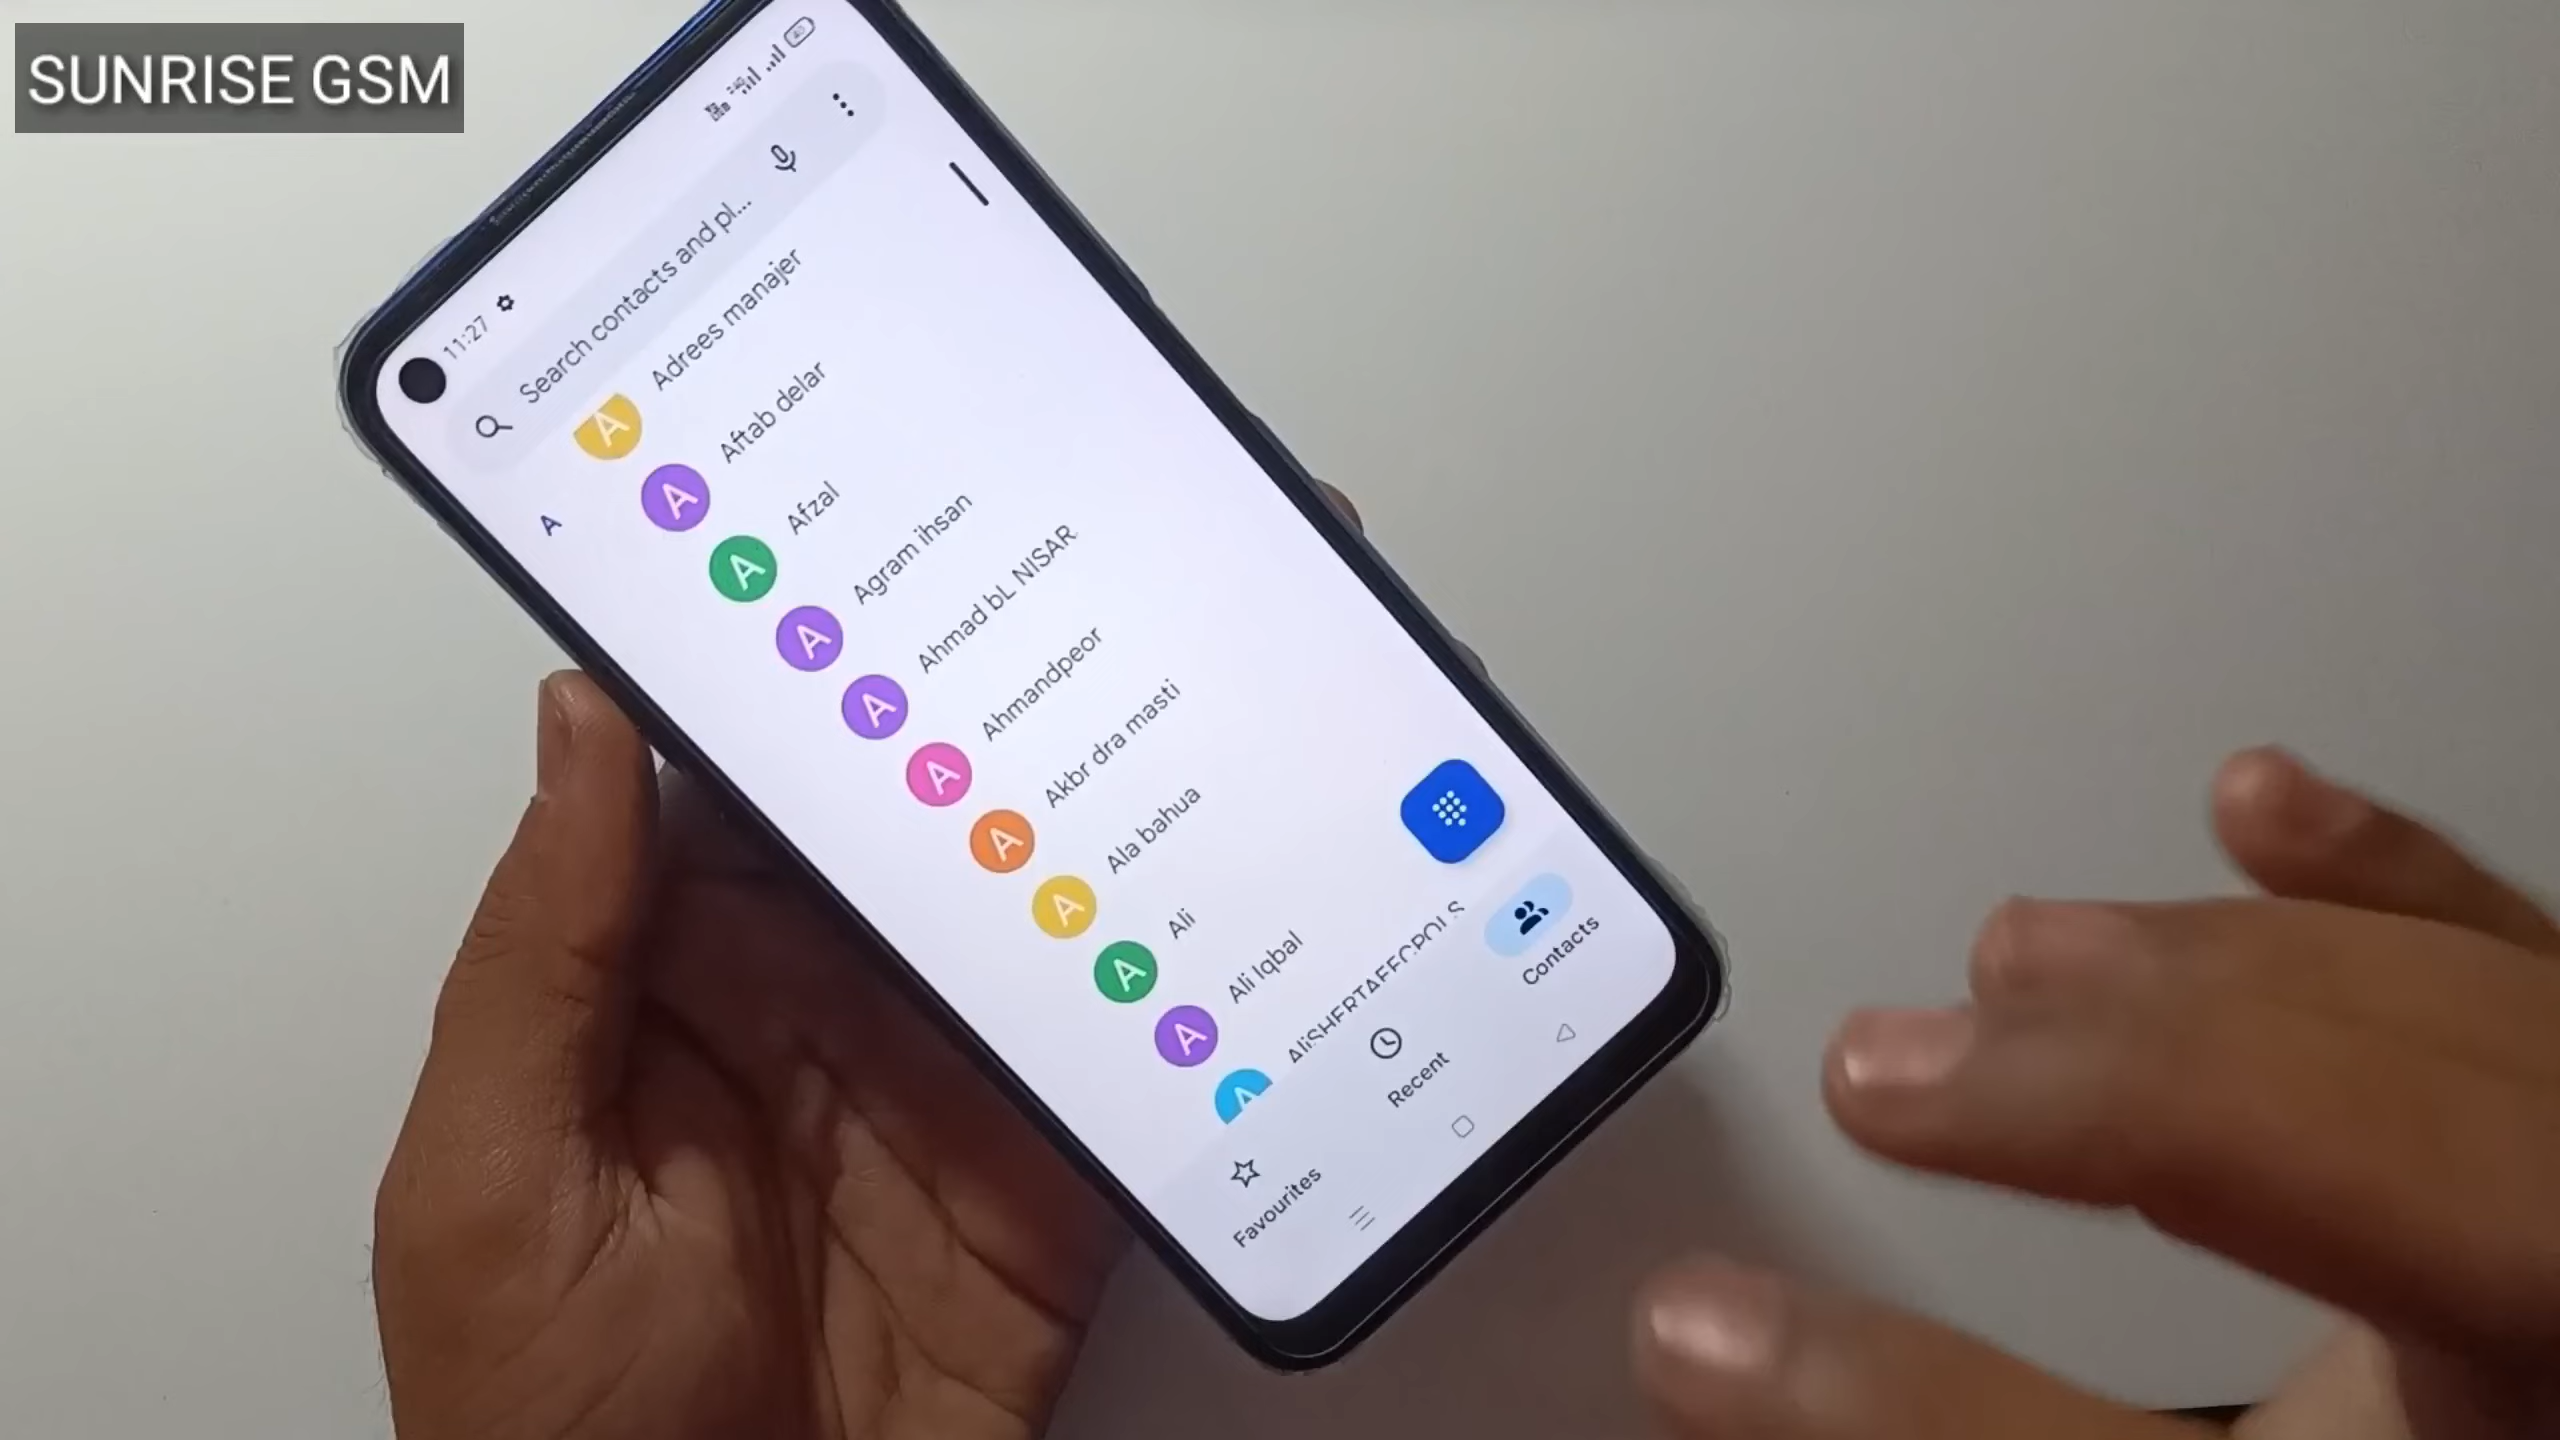 SUNRISE GSM
11:27
Search contacts and pl...
A
A Adrees manajer
A Aftab delar
A Afzal
A Agram ihsan
A Ahmad bL NISAR
A Ahmandpeor
A Akbr dra masti
A Ala bahua
A Ali
A Ali Iqbal
A
Favourites
Recent
Contacts